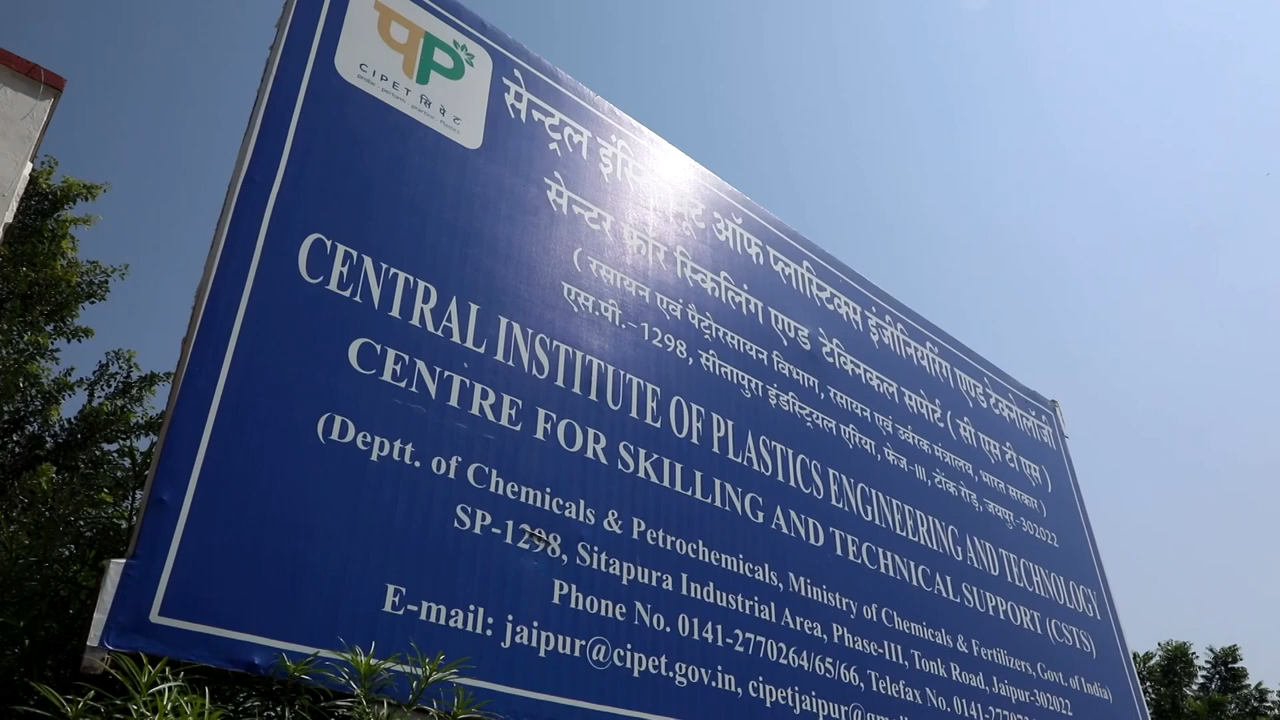 CIPET सिपेट
सेन्ट्रल ऑफ प्लास्टिक्स इंजीनियरिंग एण्ड टेक्नोलॉजी
सेन्टर फॉर स्किलिंग एण्ड टेक्निकल सपोर्ट ( सी एस टी एस )
( रसायन एवं पैट्रोरसायन विभाग, रसायन एवं उर्वरक मंत्रालय, भारत सरकार )
एस.पी.-1298, सीतापुरा इंडस्ट्रियल एरिया, फेज-III, टोंक रोड़, जयपुर-302022
CENTRAL INSTITUTE OF PLASTICS ENGINEERING AND TECHNOLOGY
CENTRE FOR SKILLING AND TECHNICAL SUPPORT (CSTS)
(Deptt. of Chemicals & Petrochemicals, Ministry of Chemicals & Fertilizers, Govt. of India)
SP-1298, Sitapura Industrial Area, Phase-III, Tonk Road, Jaipur-302022
Phone No. 0141-2770264/65/66, Telefax No.
E-mail: jaipur@cipet.gov.in,